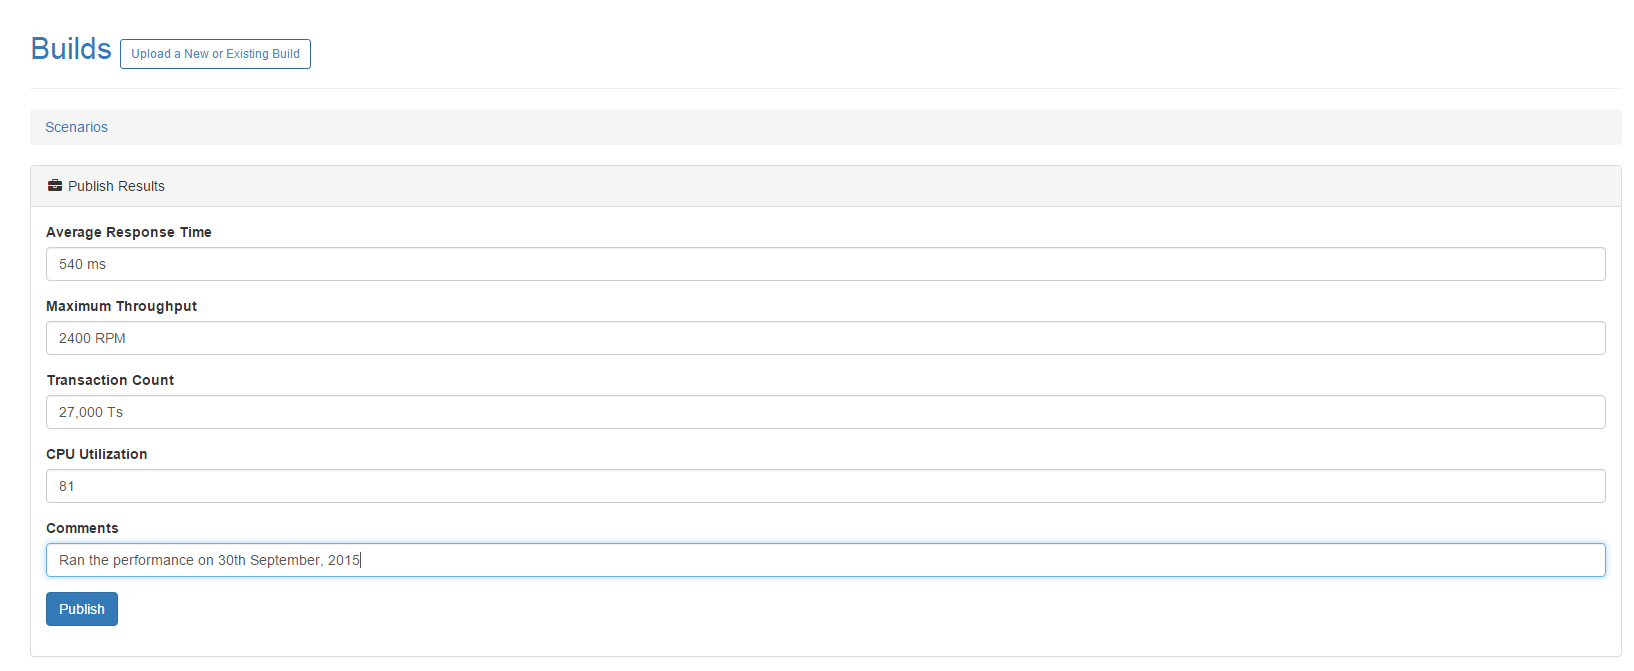 Builds Upload a New or Existing Build
Scenarios
Publish Results
Average Response Time
540 ms
Maximum Throughput
2400 RPM
Transaction Count
27,000 Ts
CPU Utilization
81
Comments
Ran the performance on 30th September, 2015
Publish